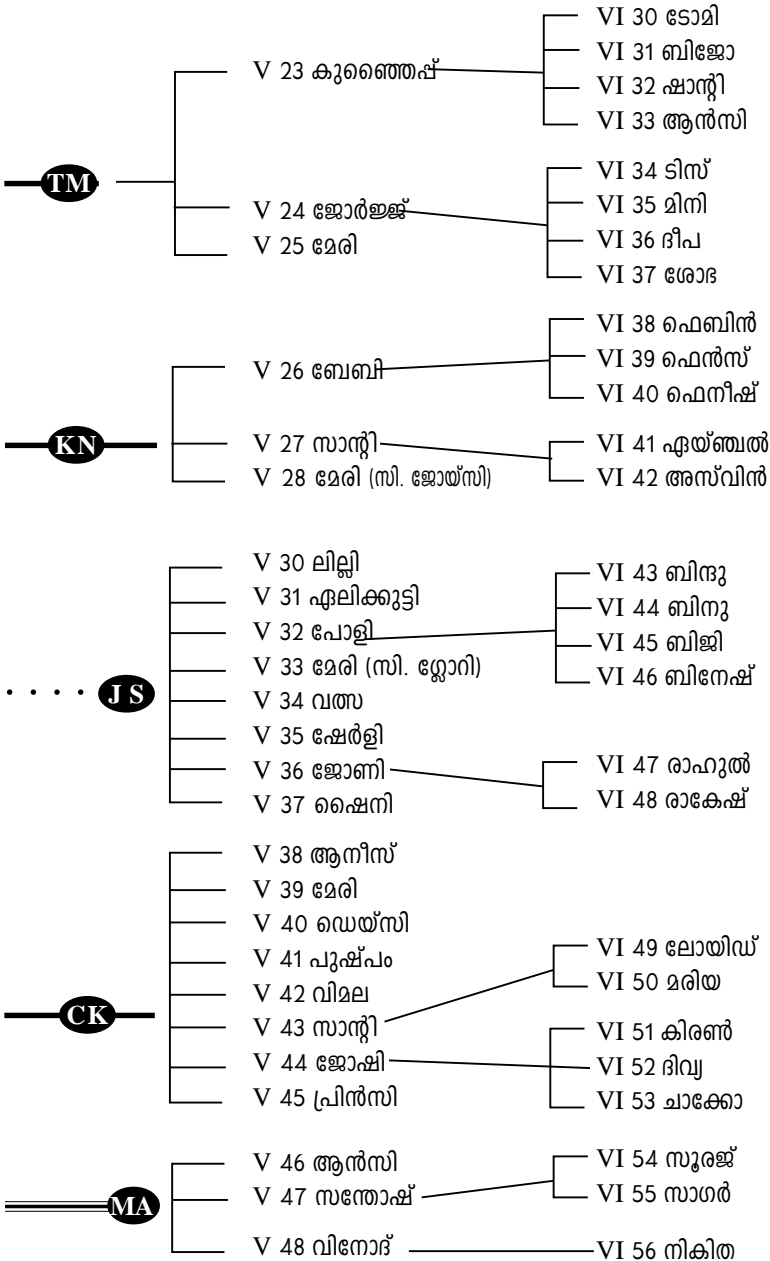 VI 30 ടോമി
VI 31 ബിജോ
V 23 കുഞ്ഞൈപ്പ്
VI 32 ഷാന്റി
VI 33 ആൻസി
TM
VI 34 ടിസ്
VI 35 മിനി
V 24 ജോർജ്ജ്
VI 36 ദീപ
V 25 മേരി
VI 37 ശോഭ
VI 38 ഫെബിൻ
VI 39 ഫെൻസ്
V 26 ബേബി
VI 40 ഫെനീഷ്
KN
V 27 സാന്റി
VI 41 ഏയ്ഞ്ചൽ
V 28 മേരി (സി. ജോയ്സി)
VI 42 അസ്‌വിൻ
V 30 ലില്ലി
VI 43 ബിന്ദു
V 31 ഏലിക്കുട്ടി
VI 44 ബിനു
V 32 പോളി
VI 45 ബിജി
V 33 മേരി (സി. ഗ്ലോറി)
VI 46 ബിനേഷ്
J S
V 34 വത്സ
V 35 ഷേർളി
V 36 ജോണി
VI 47 രാഹുൽ
V 37 ഷൈനി
VI 48 രാകേഷ്
V 38 ആനീസ്
V 39 മേരി
V 40 ഡെയ്സി
V 41 പുഷ്പം
VI 49 ലോയിഡ്
V 42 വിമല
VI 50 മരിയ
CK
V 43 സാന്റി
VI 51 കിരൺ
V 44 ജോഷി
VI 52 ദിവ്യ
V 45 പ്രിൻസി
VI 53 ചാക്കോ
V 46 ആൻസി
VI 54 സൂരജ്
V 47 സന്തോഷ്
VI 55 സാഗർ
MA
V 48 വിനോദ്
VI 56 നികിത